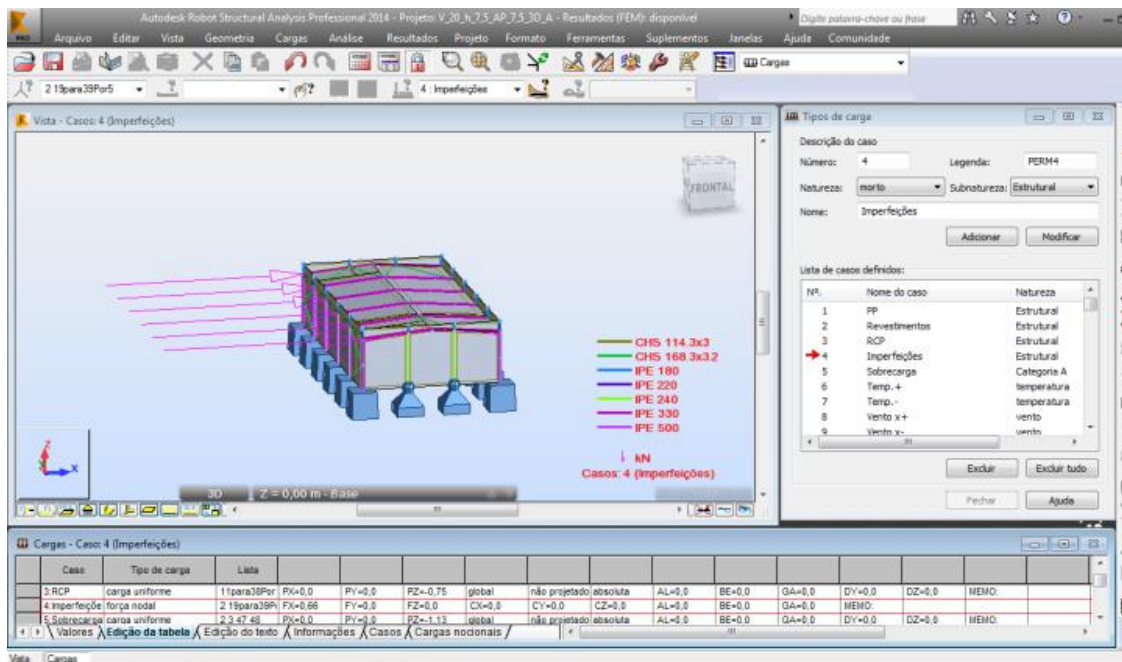 Autodesk Robot Structural Analysis Professional 2014 - Projeto: V_20_h_7,5_AP_7,5_3D_A - Resultados (FEM): disponível
Digite palavra-chave ou frase
PRO
Arquivo Editar Vista Geometria Cargas Análise Resultados Projeto Formato Ferramentas Suplementos Janelas Ajuda Comunidade
Cargas
2 19para39Por5
4 : Imperfeições
Vista - Casos: 4 (Imperfeições)
FRONTAL
CHS 114.3x3
CHS 168.3x3.2
IPE 180
IPE 220
IPE 240
IPE 330
IPE 500
kN
Casos: 4 (Imperfeições)
z
x
3D Z = 0,00 m - Base
Tipos de carga
Descrição do caso
Número: 4 Legenda: PERM4
Natureza: morto Subnatureza: Estrutural
Nome: Imperfeições
Adicionar Modificar
Lista de casos definidos:
Nº. Nome do caso Natureza
1 PP Estrutural
2 Revestimentos Estrutural
3 RCP Estrutural
4 Imperfeições Estrutural
5 Sobrecarga Categoria A
6 Temp.+ temperatura
7 Temp.- temperatura
8 Vento x+ vento
9 Vento x- vento
Excluir Excluir tudo
Fechar Ajuda
Cargas - Caso: 4 (Imperfeições)
Caso Tipo de carga Lista
3:RCP carga uniforme 11para38Por PX=0,0 PY=0,0 PZ=-0,75 global não projetado absoluta AL=0,0 BE=0,0 GA=0,0 DY=0,0 DZ=0,0 MEMO:
4:Imperfeiçõe força nodal 2 19para39P FX=0,66 FY=0,0 FZ=0,0 CX=0,0 CY=0,0 CZ=0,0 AL=0,0 BE=0,0 GA=0,0 MEMO:
5:Sobrecarga carga uniforme 2 3 47 48 PX=0,0 PY=0,0 PZ=-1,13 global não projetado absoluta AL=0,0 BE=0,0 GA=0,0 DY=0,0 DZ=0,0 MEMO:
Valores Edição da tabela Edição do texto Informações Casos Cargas nocionais
Vista Cargas